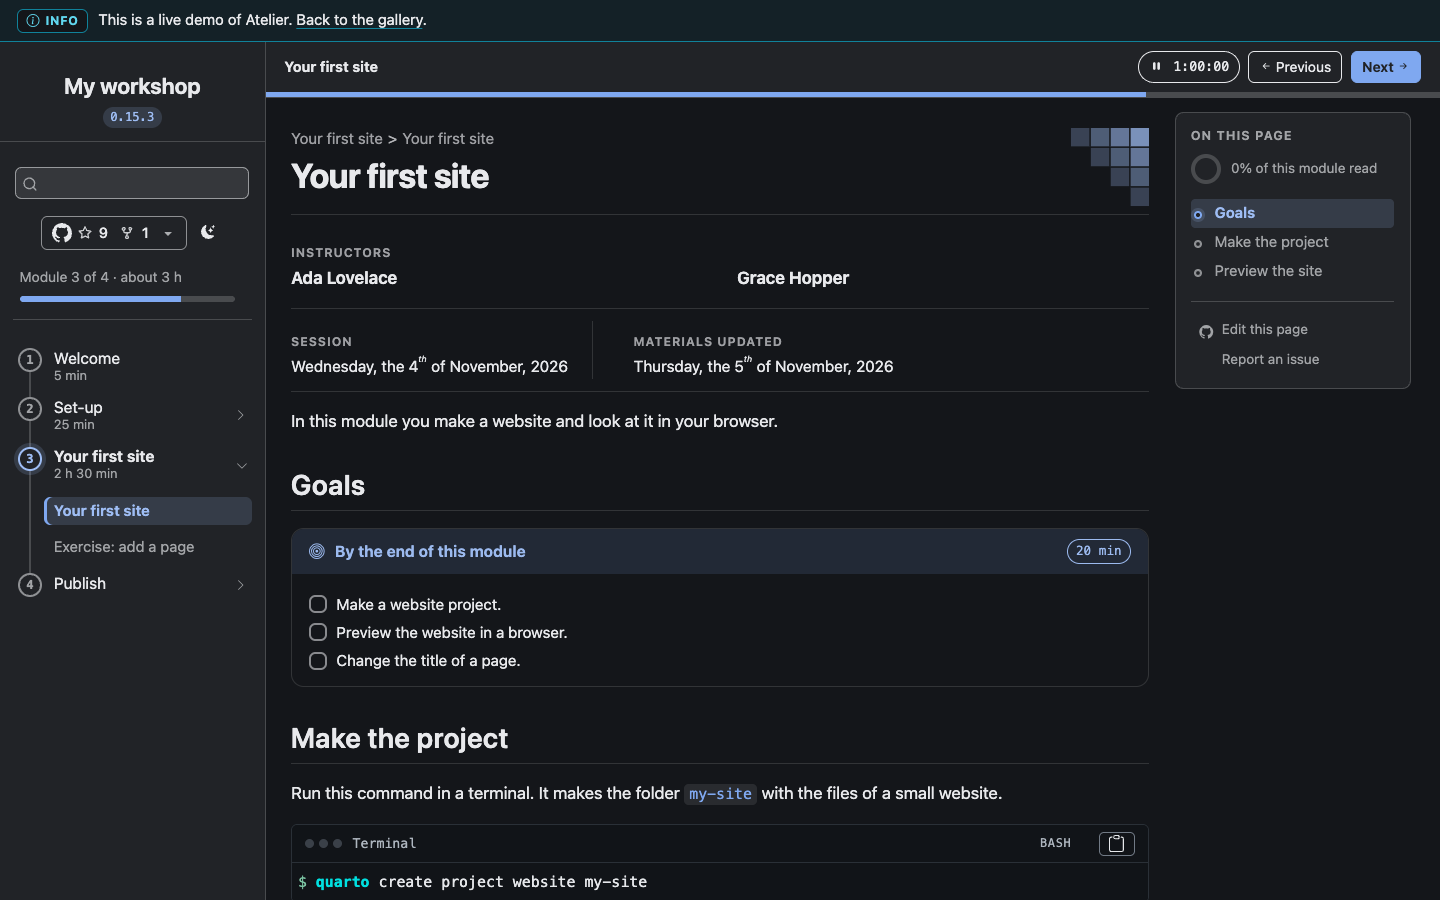 INFO This is a live demo of Atelier. Back to the gallery.
My workshop
0.15.3
9 1
Module 3 of 4 · about 3 h
1 Welcome
5 min
2 Set-up
25 min
3 Your first site
2 h 30 min
Your first site
Exercise: add a page
4 Publish
Your first site
1:00:00
← Previous
Next →
Your first site > Your first site
Your first site
INSTRUCTORS
Ada Lovelace
Grace Hopper
SESSION
Wednesday, the 4th of November, 2026
MATERIALS UPDATED
Thursday, the 5th of November, 2026
In this module you make a website and look at it in your browser.
Goals
By the end of this module
20 min
Make a website project.
Preview the website in a browser.
Change the title of a page.
Make the project
Run this command in a terminal. It makes the folder my-site with the files of a small website.
Terminal
BASH
$ quarto create project website my-site
ON THIS PAGE
0% of this module read
Goals
Make the project
Preview the site
Edit this page
Report an issue